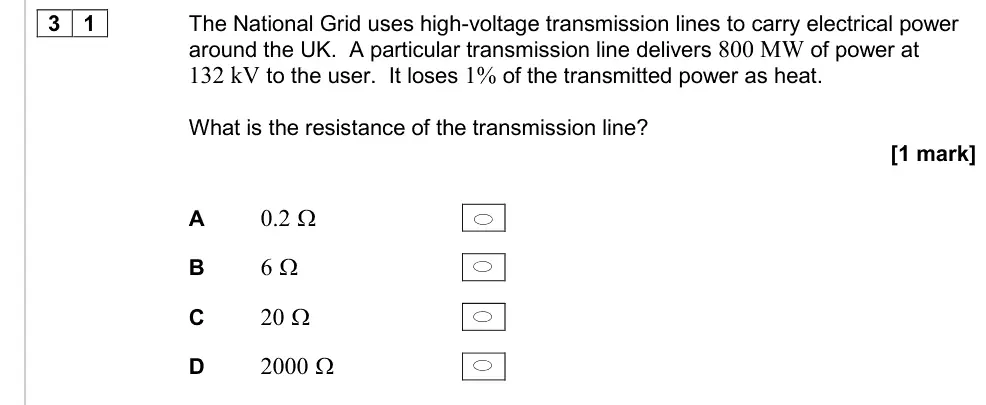 3 1 The National Grid uses high-voltage transmission lines to carry electrical power
around the UK. A particular transmission line delivers 800 MW of power at
132 kV to the user. It loses 1% of the transmitted power as heat.
What is the resistance of the transmission line?
[1 mark]
A 0.2 Ω
B 6 Ω
C 20 Ω
D 2000 Ω